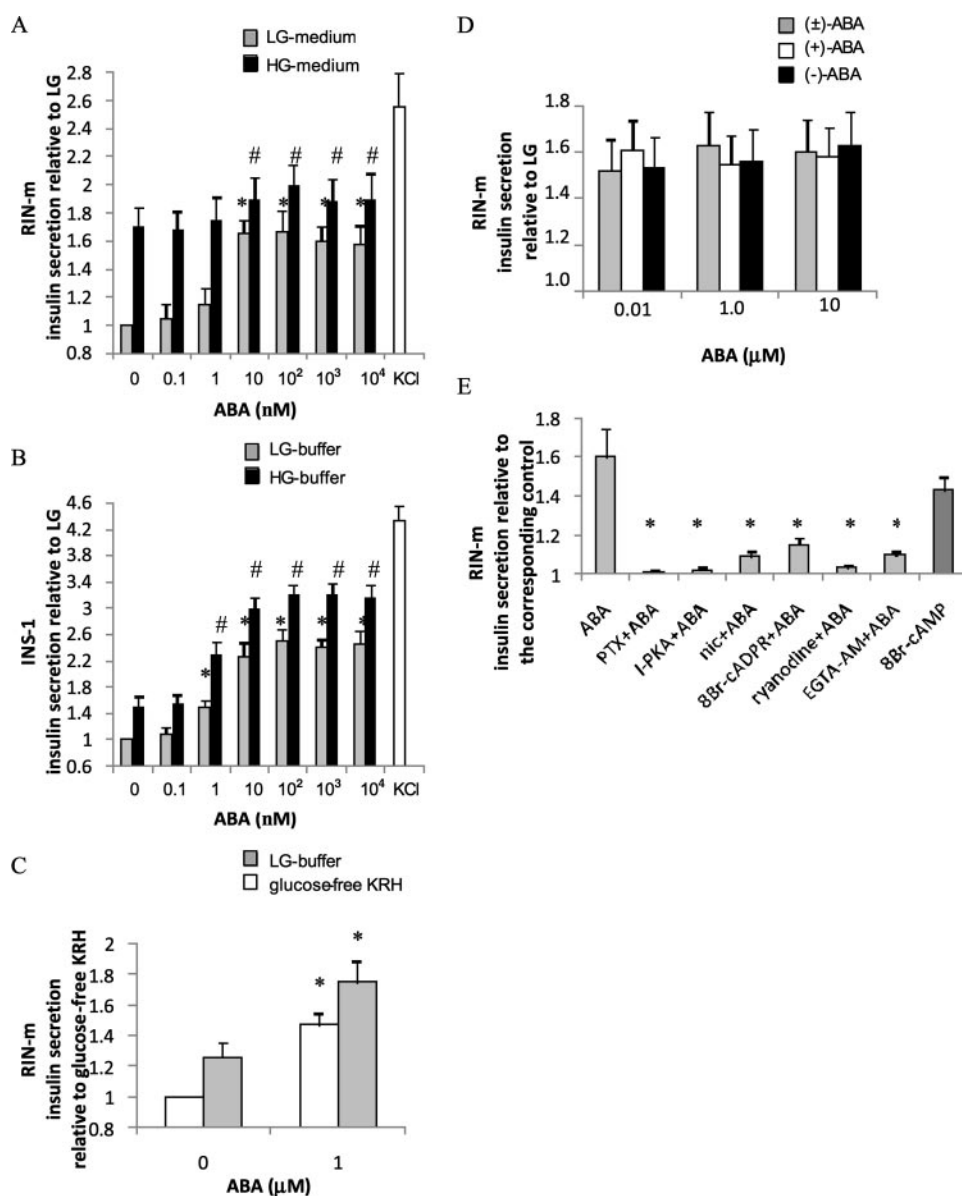 A
LG-medium
HG-medium
RIN-m
insulin secretion relative to LG
2.8
2.6
2.4
2.2
2
1.8
1.6
1.4
1.2
1
0.8
# # # #
* * * *
0 0.1 1 10 10² 10³ 10⁴ KCl
ABA (nM)
B
LG-buffer
HG-buffer
INS-1
insulin secretion relative to LG
4.6
4.2
3.8
3.4
3
2.6
2.2
1.8
1.4
1
0.6
# # # # #
* * * * *
0 0.1 1 10 10² 10³ 10⁴ KCl
ABA (nM)
C
LG-buffer
glucose-free KRH
RIN-m
insulin secretion
relative to glucose-free KRH
2
1.8
1.6
1.4
1.2
1
0.8
* *
0 1
ABA (μM)
D
(±)-ABA
(+)-ABA
(-)-ABA
RIN-m
insulin secretion
relative to LG
1.8
1.6
1.4
1.2
1.0
0.01 1.0 10
ABA (μM)
E
RIN-m
insulin secretion relative to
the corresponding control
1.8
1.6
1.4
1.2
1
* * * * * *
ABA
PTX+ABA
I-PKA+ABA
nic+ABA
8Br-cADPR+ABA
ryanodine+ABA
EGTA-AM+ABA
8Br-cAMP